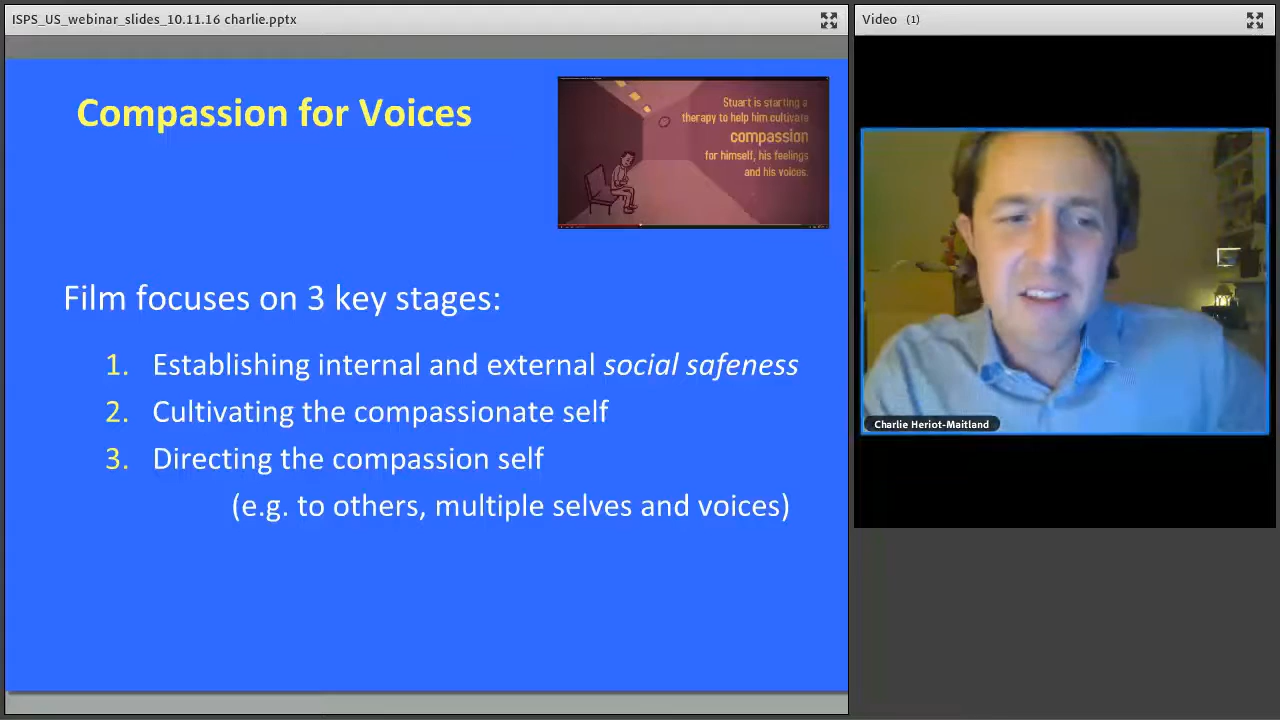 ISPS_US_webinar_slides_10.11.16 charlie.pptx
Video (1)
Compassion for Voices
Stuart is starting a
therapy to help him cultivate
compassion
for himself, his feelings
and his voices.
Film focuses on 3 key stages:
1. Establishing internal and external social safeness
2. Cultivating the compassionate self
3. Directing the compassion self
(e.g. to others, multiple selves and voices)
Charlie Heriot-Maitland